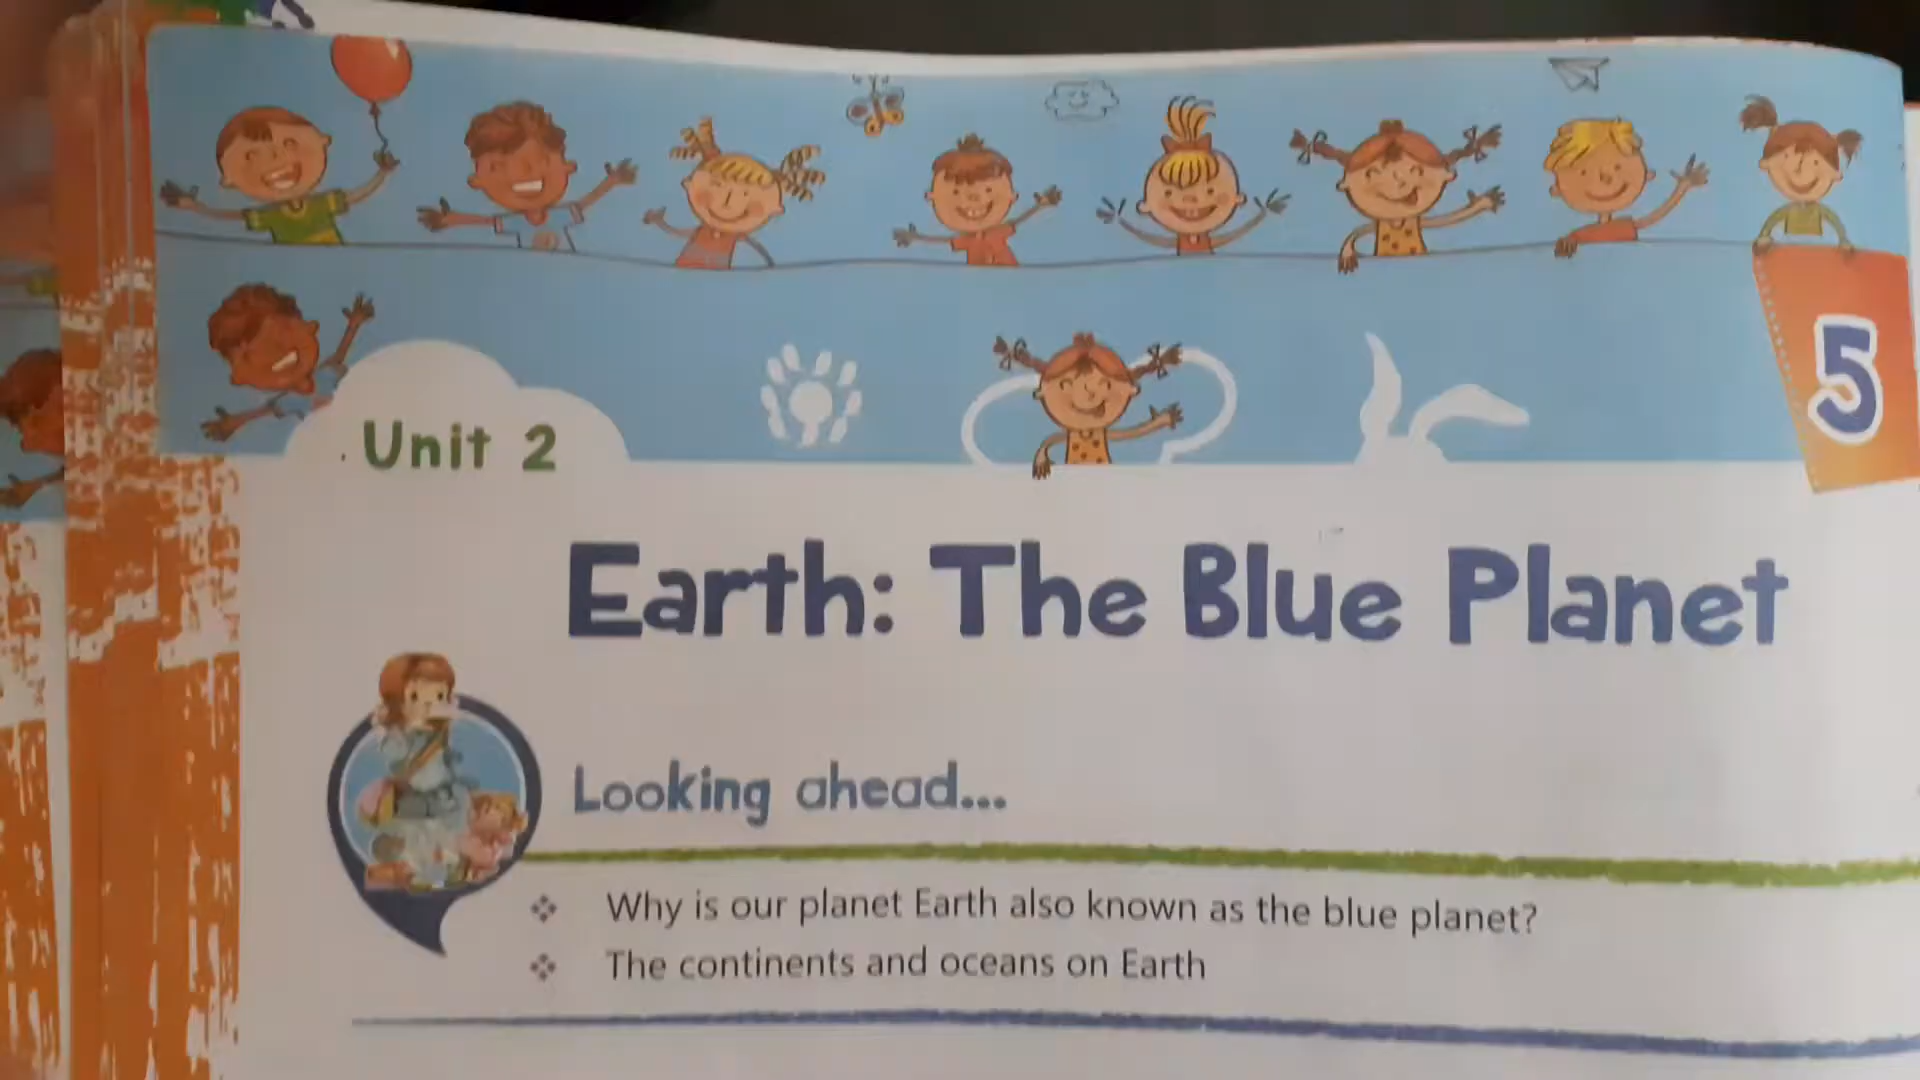 5
Unit 2
Earth: The Blue Planet
Looking ahead...
❖ Why is our planet Earth also known as the blue planet?
❖ The continents and oceans on Earth